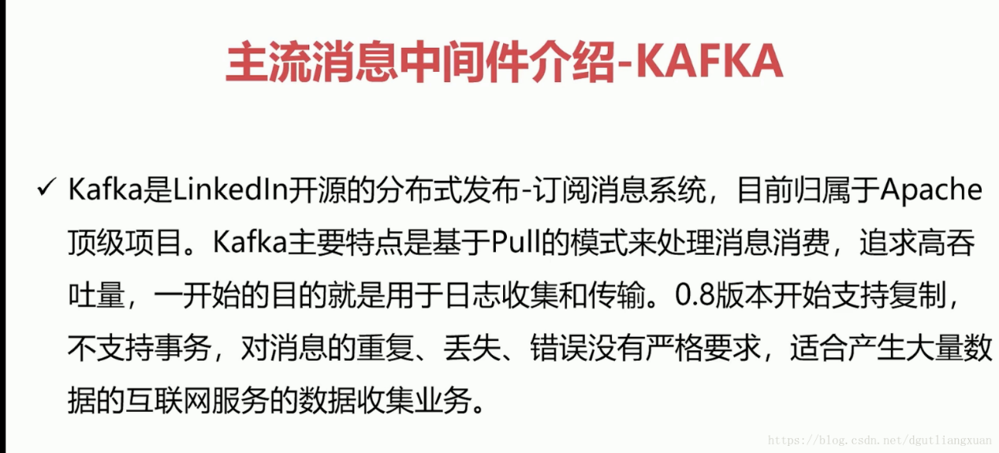 主流消息中间件介绍-KAFKA
✓ Kafka是LinkedIn开源的分布式发布-订阅消息系统，目前归属于Apache
顶级项目。Kafka主要特点是基于Pull的模式来处理消息消费，追求高吞
吐量，一开始的目的就是用于日志收集和传输。0.8版本开始支持复制，
不支持事务，对消息的重复、丢失、错误没有严格要求，适合产生大量数
据的互联网服务的数据收集业务。
https://blog.csdn.net/dgutliangxuan